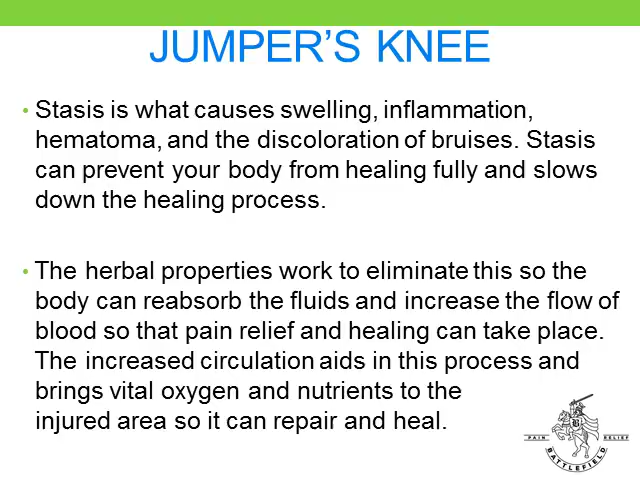 JUMPER'S KNEE
• Stasis is what causes swelling, inflammation,
hematoma, and the discoloration of bruises. Stasis
can prevent your body from healing fully and slows
down the healing process.
• The herbal properties work to eliminate this so the
body can reabsorb the fluids and increase the flow of
blood so that pain relief and healing can take place.
The increased circulation aids in this process and
brings vital oxygen and nutrients to the
injured area so it can repair and heal.
B
PAIN RELIEF
BATTLEFIELD